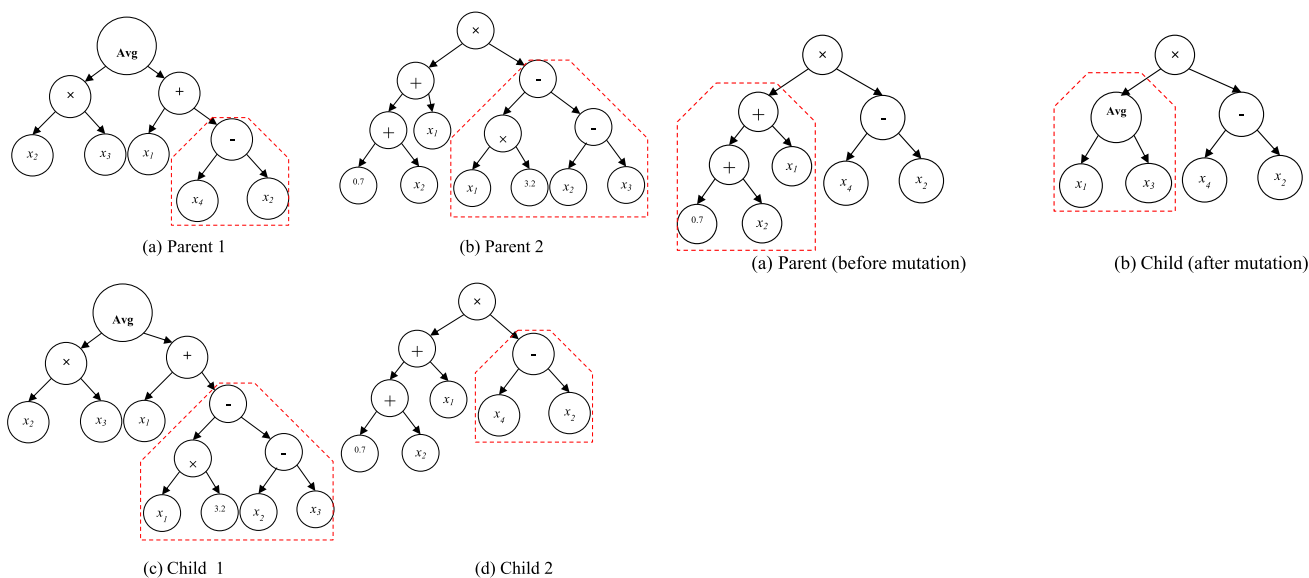 Avg
×
+
x2
x3
x1
-
x4
x2
(a) Parent 1
×
+
-
+
x1
×
-
0.7
x2
x1
3.2
x2
x3
(b) Parent 2
×
+
-
+
x1
x4
x2
0.7
x2
(a) Parent (before mutation)
×
Avg
-
x1
x3
x4
x2
(b) Child (after mutation)
Avg
×
+
x2
x3
x1
-
×
-
x1
3.2
x2
x3
(c) Child 1
×
+
-
+
x1
x4
x2
0.7
x2
(d) Child 2